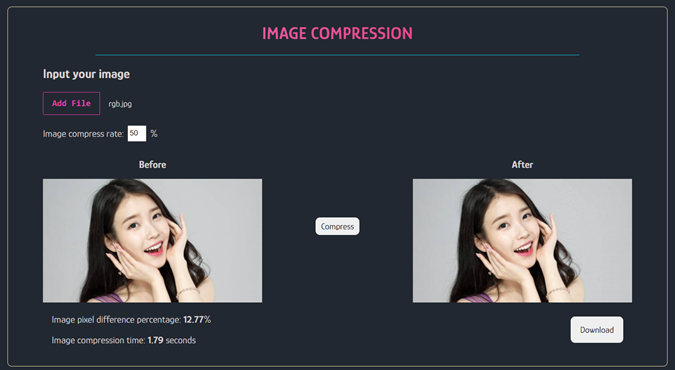 IMAGE COMPRESSION
Input your image
Add File rgb.jpg
Image compress rate: 50 %
Before After
Compress
Image pixel difference percentage: 12.77%
Download
Image compression time: 1.79 seconds